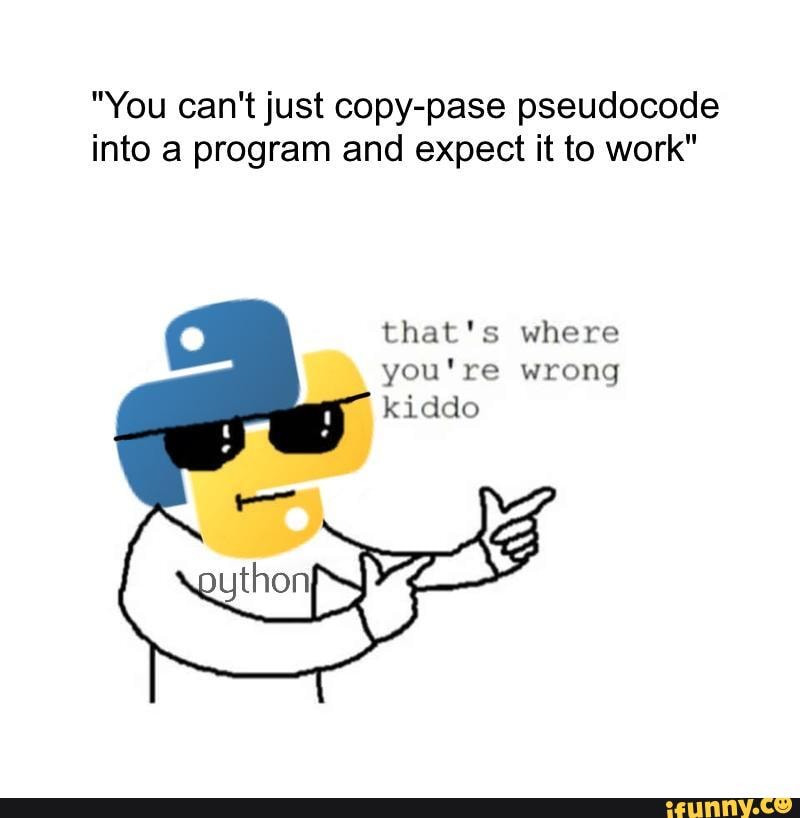 "You can't just copy-pase pseudocode
into a program and expect it to work"
that's where
you're wrong
kiddo
python
ifunny.co